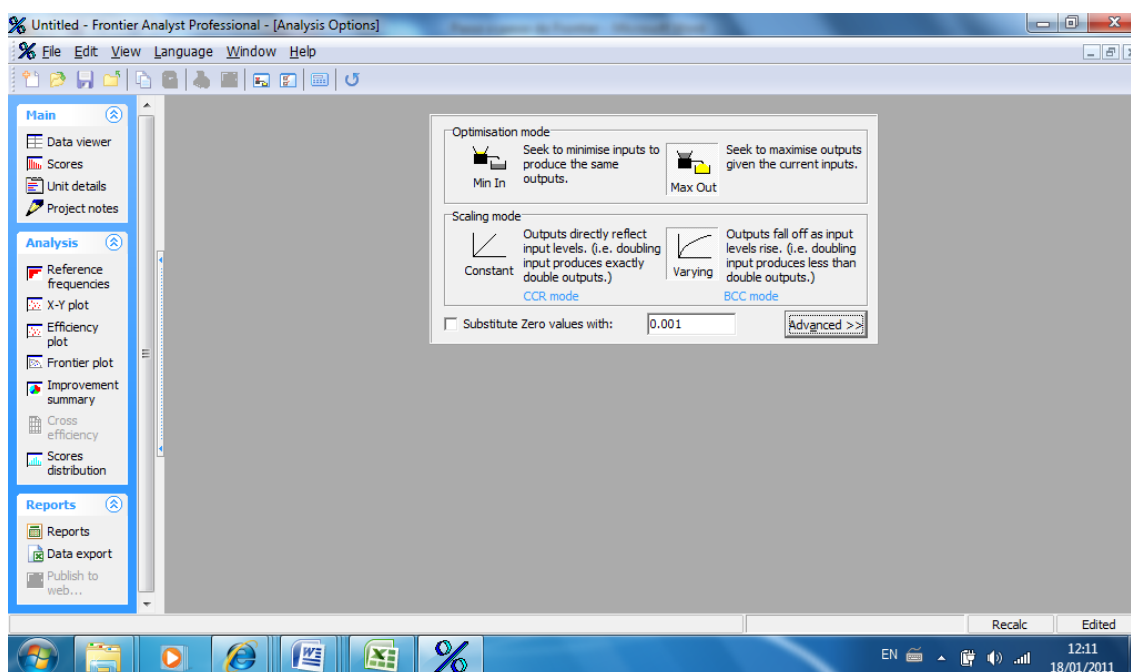 Untitled - Frontier Analyst Professional - [Analysis Options]
File Edit View Language Window Help
Main
Data viewer
Scores
Unit details
Project notes
Analysis
Reference
frequencies
X-Y plot
Efficiency
plot
Frontier plot
Improvement
summary
Cross
efficiency
Scores
distribution
Reports
Reports
Data export
Publish to
web...
Optimisation mode
Min In
Seek to minimise inputs to
produce the same
outputs.
Max Out
Seek to maximise outputs
given the current inputs.
Scaling mode
Constant
Outputs directly reflect
input levels. (i.e. doubling
input produces exactly
double outputs.)
CCR mode
Varying
Outputs fall off as input
levels rise. (i.e. doubling
input produces less than
double outputs.)
BCC mode
Substitute Zero values with: 0.001 Advanced >>
Recalc Edited
EN 12:11
18/01/2011